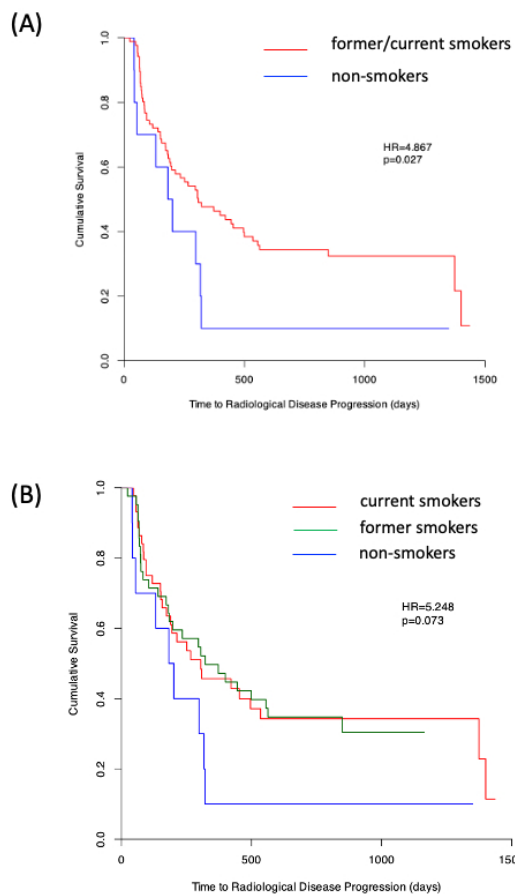 (A)
former/current smokers
non-smokers
HR=4.867
p=0.027
Cumulative Survival
1.0
0.8
0.6
0.4
0.2
0.0
0 500 1000 1500
Time to Radiological Disease Progression (days)
(B)
current smokers
former smokers
non-smokers
HR=5.248
p=0.073
Cumulative Survival
1.0
0.8
0.6
0.4
0.2
0.0
0 500 1000 1500
Time to Radiological Disease Progression (days)